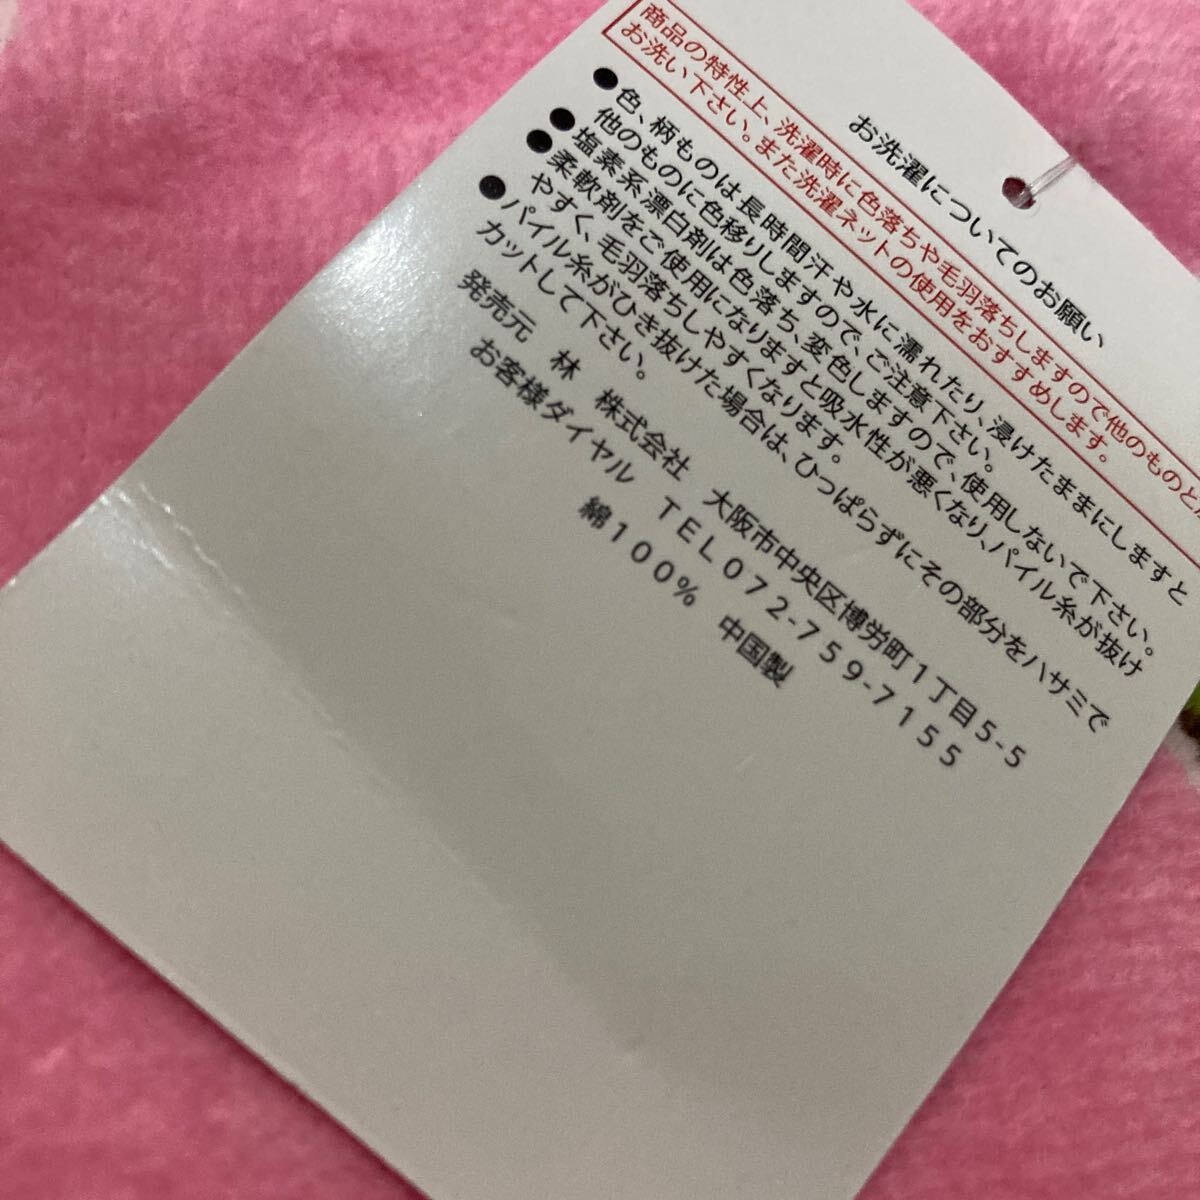 お洗濯についてのお願い
商品の特性上、洗濯時に色落ちや毛羽落ちしますので他のものと
お洗い下さい。また洗濯ネットの使用をおすすめします。
●色、柄ものは長時間汗や水に濡れたり、浸けたままにしますと
他のものに色移りしますので、ご注意下さい。
●塩素系漂白剤は色落ち、変色しますので、使用しないで下さい。
●柔軟剤をご使用になりますと吸水性が悪くなり、パイル糸が抜け
やすく、毛羽落ちしやすくなります。
●パイル糸がひき抜けた場合は、ひっぱらずにその部分をハサミで
カットして下さい。
発売元 林 株式会社 大阪市中央区博労町1丁目5-5
お客様ダイヤル TEL072-759-7155
綿100% 中国製